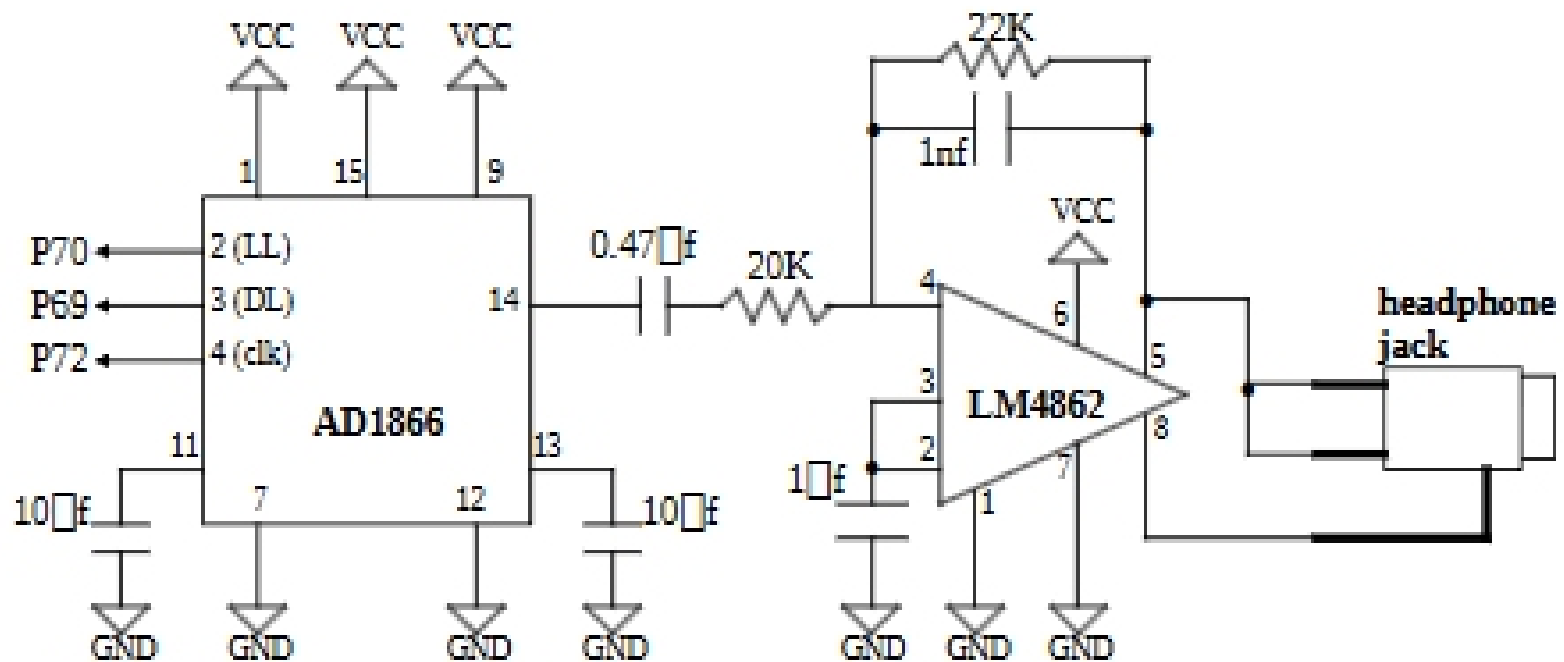 22K
VCC VCC VCC
1nf
1 15 9
VCC
P70 2 (LL)
0.47□f
20K
P69 3 (DL)
14
4
6
headphone
jack
P72 4 (clk)
5
3
LM4862
AD1866
8
11
13
2
7
1□f
10□f
7
12
10□f
1
GND GND GND GND GND GND GND